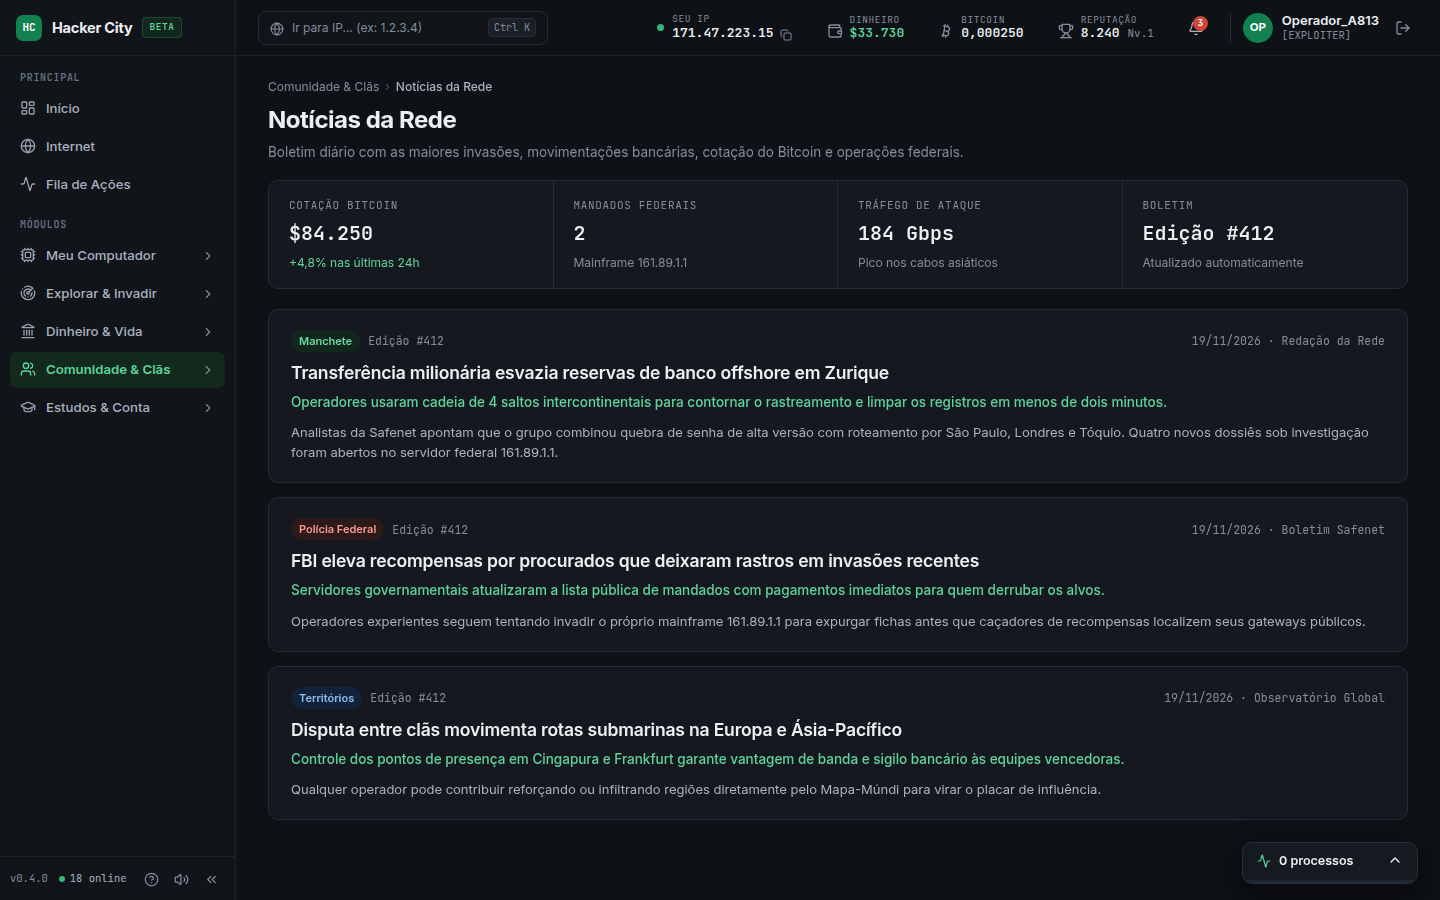 HC Hacker City BETA
Ir para IP... (ex: 1.2.3.4) Ctrl K
SEU IP
171.47.223.15
DINHEIRO
$33.730
BITCOIN
0,000250
REPUTAÇÃO
8.240 Nv.1
3
OP
Operador_A813
[EXPLOITER]
PRINCIPAL
Início
Internet
Fila de Ações
MÓDULOS
Meu Computador
Explorar & Invadir
Dinheiro & Vida
Comunidade & Clãs
Estudos & Conta
v0.4.0 18 online
Comunidade & Clãs › Notícias da Rede
Notícias da Rede
Boletim diário com as maiores invasões, movimentações bancárias, cotação do Bitcoin e operações federais.
COTAÇÃO BITCOIN
$84.250
+4,8% nas últimas 24h
MANDADOS FEDERAIS
2
Mainframe 161.89.1.1
TRÁFEGO DE ATAQUE
184 Gbps
Pico nos cabos asiáticos
BOLETIM
Edição #412
Atualizado automaticamente
Manchete Edição #412 19/11/2026 · Redação da Rede
Transferência milionária esvazia reservas de banco offshore em Zurique
Operadores usaram cadeia de 4 saltos intercontinentais para contornar o rastreamento e limpar os registros em menos de dois minutos.
Analistas da Safenet apontam que o grupo combinou quebra de senha de alta versão com roteamento por São Paulo, Londres e Tóquio. Quatro novos dossiês sob investigação
foram abertos no servidor federal 161.89.1.1.
Polícia Federal Edição #412 19/11/2026 · Boletim Safenet
FBI eleva recompensas por procurados que deixaram rastros em invasões recentes
Servidores governamentais atualizaram a lista pública de mandados com pagamentos imediatos para quem derrubar os alvos.
Operadores experientes seguem tentando invadir o próprio mainframe 161.89.1.1 para expurgar fichas antes que caçadores de recompensas localizem seus gateways públicos.
Territórios Edição #412 19/11/2026 · Observatório Global
Disputa entre clãs movimenta rotas submarinas na Europa e Ásia-Pacífico
Controle dos pontos de presença em Cingapura e Frankfurt garante vantagem de banda e sigilo bancário às equipes vencedoras.
Qualquer operador pode contribuir reforçando ou infiltrando regiões diretamente pelo Mapa-Múndi para virar o placar de influência.
0 processos